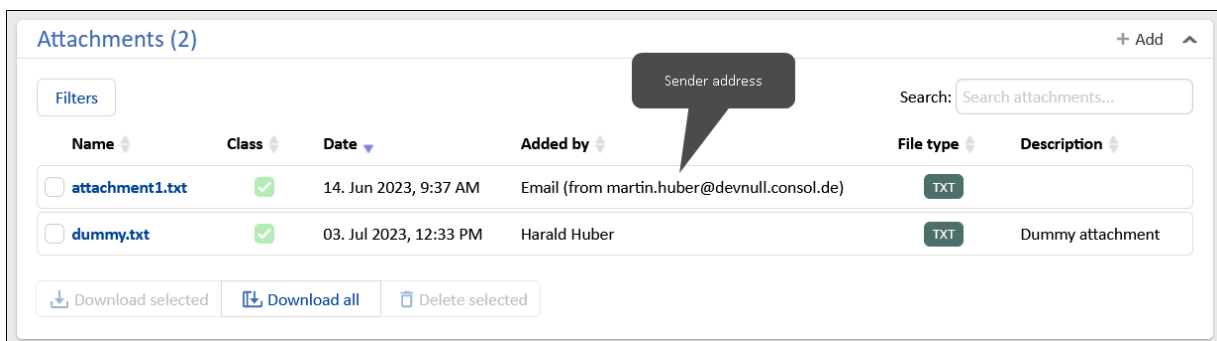 Attachments (2)
+ Add
Sender address
Filters
Search: Search attachments...
Name Class Date Added by File type Description
attachment1.txt 14. Jun 2023, 9:37 AM Email (from martin.huber@devnull.consol.de) TXT
dummy.txt 03. Jul 2023, 12:33 PM Harald Huber TXT Dummy attachment
Download selected Download all Delete selected